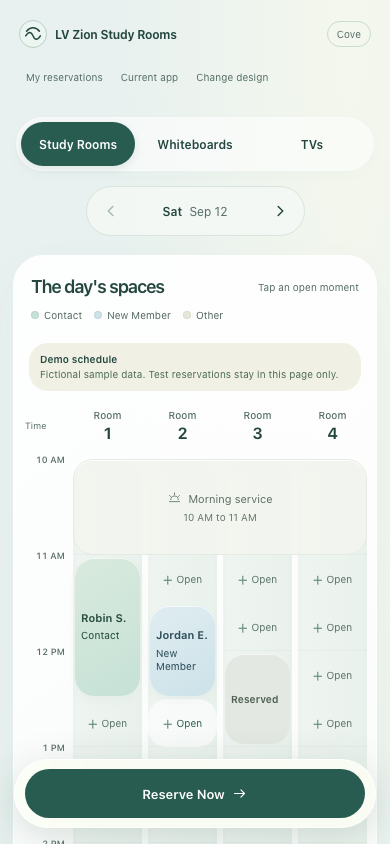 LV Zion Study Rooms
Cove
My reservations Current app Change design
Study Rooms Whiteboards TVs
Sat Sep 12
The day's spaces
Tap an open moment
Contact New Member Other
Demo schedule
Fictional sample data. Test reservations stay in this page only.
Time
Room 1
Room 2
Room 3
Room 4
10 AM
Morning service
10 AM to 11 AM
11 AM
Open
Open
Open
Robin S.
Contact
Jordan E.
New
Member
Open
Open
12 PM
Open
Reserved
Open
Open
Open
1 PM
Reserve Now